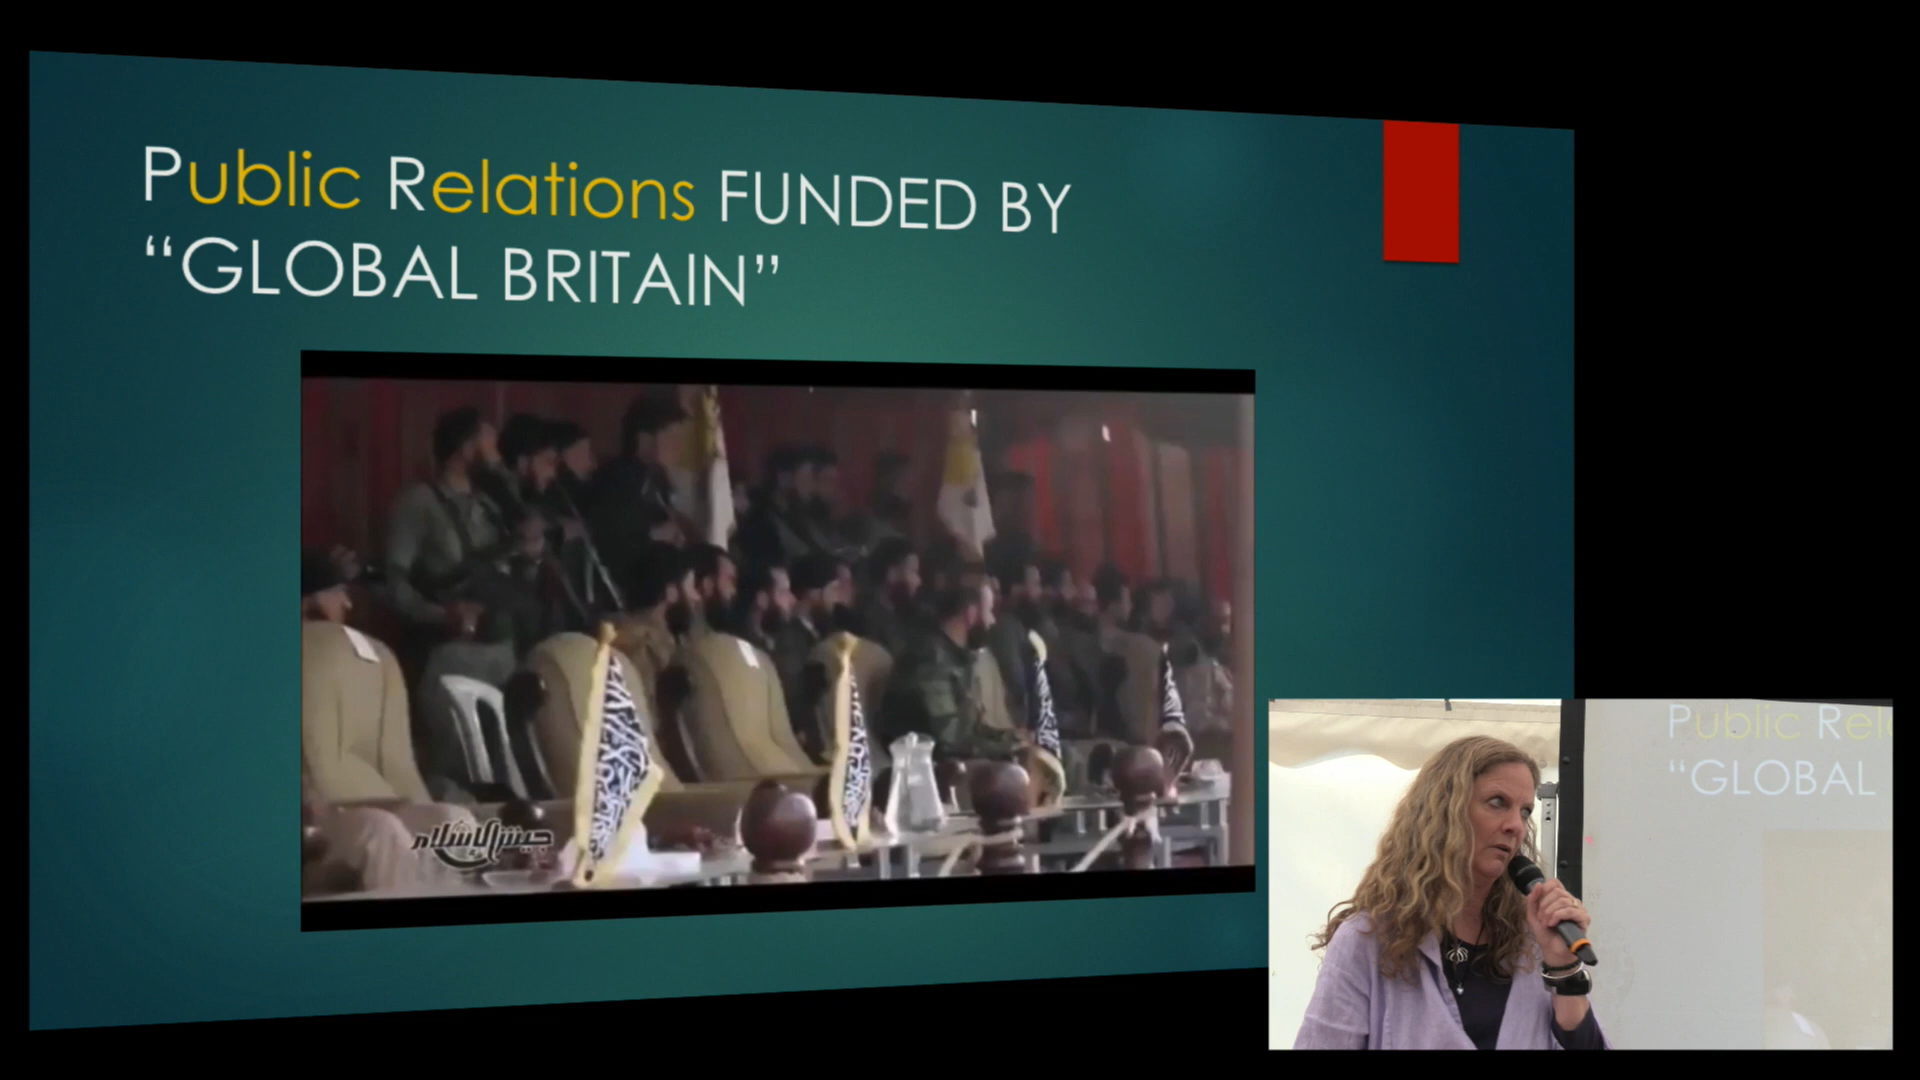 Public Relations FUNDED BY
“GLOBAL BRITAIN”
جيش الإسلام
Public Rel
“GLOBAL